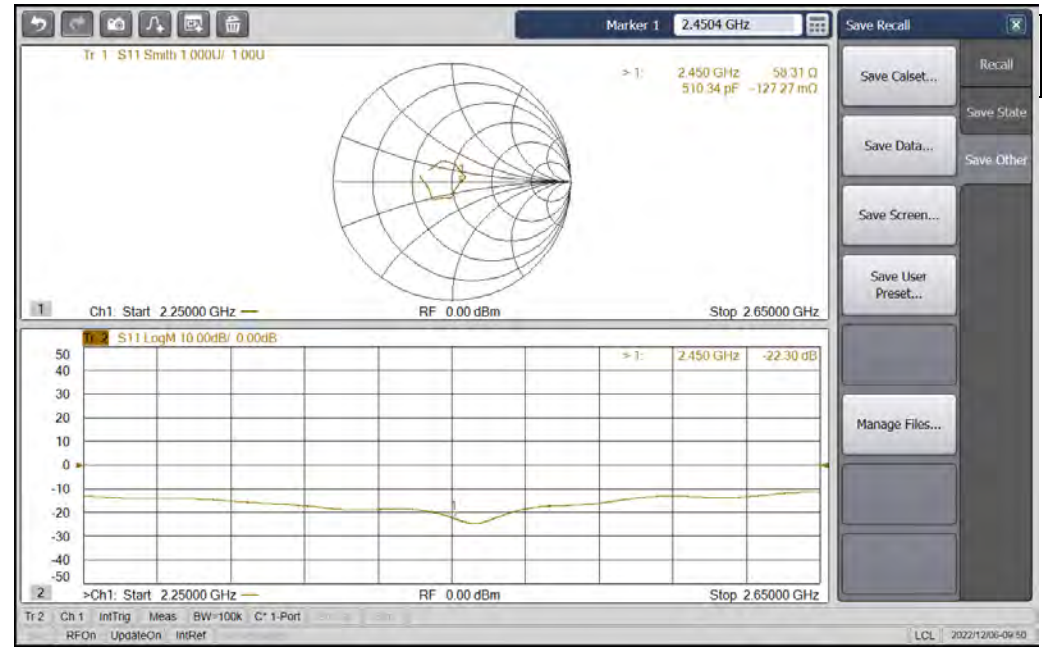 Marker 1 2.4504 GHz
Save Recall
Tr 1 S11 Smith 1.000U/ 1.00U
> 1: 2.450 GHz 58.31 Ω
510.34 pF -127.27 mΩ
1 Ch1: Start 2.25000 GHz RF 0.00 dBm Stop 2.65000 GHz
Tr 2 S11 LogM 10.00dB/ 0.00dB
> 1: 2.450 GHz -22.30 dB
50
40
30
20
10
0
-10
1
-20
-30
-40
-50
2 >Ch1: Start 2.25000 GHz RF 0.00 dBm Stop 2.65000 GHz
Save Calset...
Save Data...
Save Screen...
Save User
Preset...
Manage Files...
Recall
Save State
Save Other
Tr 2 Ch 1 IntTrig Meas BW=100k C* 1-Port
RFOn UpdateOn IntRef
LCL 2022/12/06-09:50